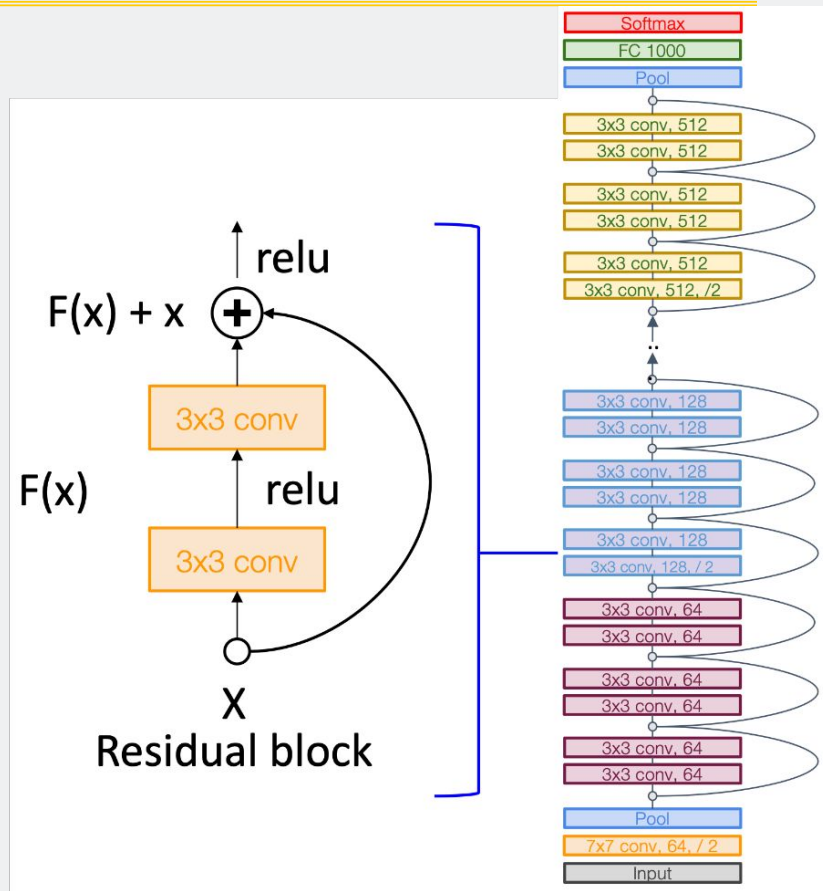 relu
F(x) + x
+
3x3 conv
F(x)
relu
3x3 conv
X
Residual block
Softmax
FC 1000
Pool
3x3 conv, 512
3x3 conv, 512
3x3 conv, 512
3x3 conv, 512
3x3 conv, 512
3x3 conv, 512, /2
..
3x3 conv, 128
3x3 conv, 128
3x3 conv, 128
3x3 conv, 128
3x3 conv, 128
3x3 conv, 128, / 2
3x3 conv, 64
3x3 conv, 64
3x3 conv, 64
3x3 conv, 64
3x3 conv, 64
3x3 conv, 64
Pool
7x7 conv, 64, / 2
Input